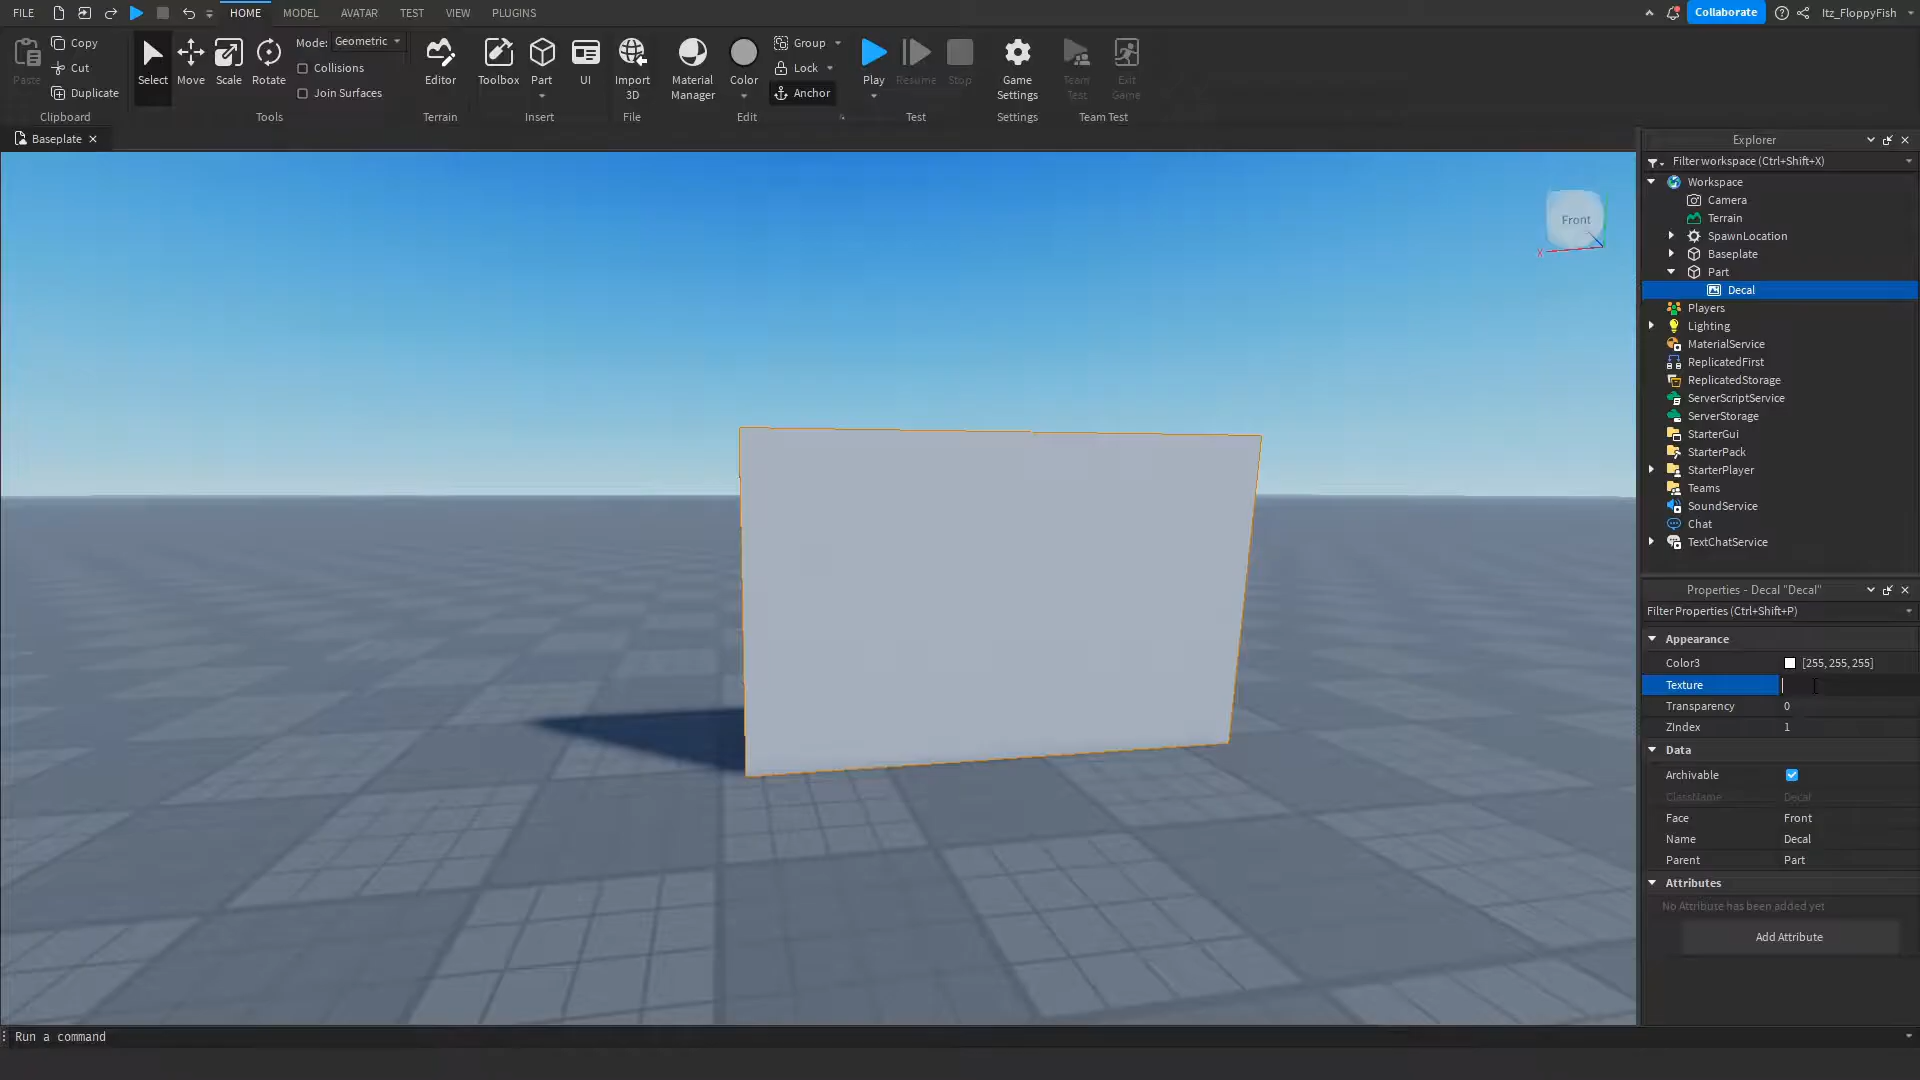 FILE HOME MODEL AVATAR TEST VIEW PLUGINS Collaborate Itz_FloppyFish
Paste Copy Cut Duplicate Clipboard
Select Move Scale Rotate Mode: Geometric Collisions Join Surfaces Tools
Editor Terrain
Toolbox Part UI Insert
Import 3D File
Material Manager Color Group Lock Anchor Edit
Play Resume Stop Test
Game Settings Settings
Team Test Exit Game Team Test
Baseplate
Front
X
Explorer
Filter workspace (Ctrl+Shift+X)
Workspace
Camera
Terrain
SpawnLocation
Baseplate
Part
Decal
Players
Lighting
MaterialService
ReplicatedFirst
ReplicatedStorage
ServerScriptService
ServerStorage
StarterGui
StarterPack
StarterPlayer
Teams
SoundService
Chat
TextChatService
Properties - Decal "Decal"
Filter Properties (Ctrl+Shift+P)
Appearance
Color3 [255, 255, 255]
Texture
Transparency 0
ZIndex 1
Data
Archivable
ClassName Decal
Face Front
Name Decal
Parent Part
Attributes
No Attribute has been added yet
Add Attribute
Run a command